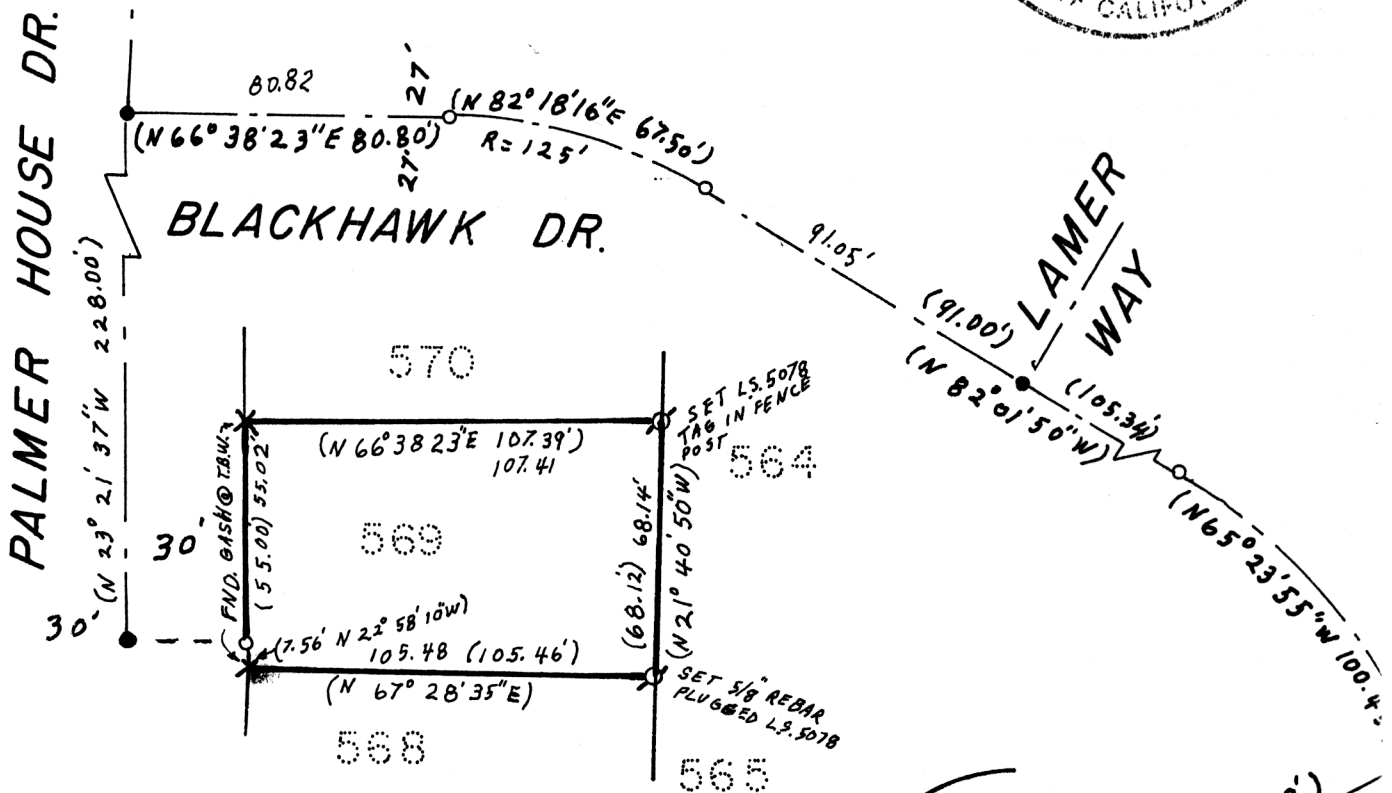 CALIFO
PALMER HOUSE DR.
80.82
(N 66° 38' 23" E 80.80')
27'
27'
(N 82° 18' 16" E 67.50')
R = 125'
BLACKHAWK DR.
91.05'
(91.00')
(N 82° 01' 50" W)
LAMER
WAY
(105.34)
(N 65° 23' 55" W 100.4
(N 23° 21' 37" W 228.00')
30'
30'
570
SET L.S. 5078
TAG IN FENCE
POST
(N 66° 38 23" E 107.39')
107.41
564
FND. GASH @ T.B.W.
(55.00) 55.02'
569
(68.12) 68.14'
(N 21° 40' 50" W)
(7.56' N 22° 58' 10" W)
105.48 (105.46')
(N 67° 28' 35" E)
SET 5/8" REBAR
PLUGGED L.S. 5078
568
565